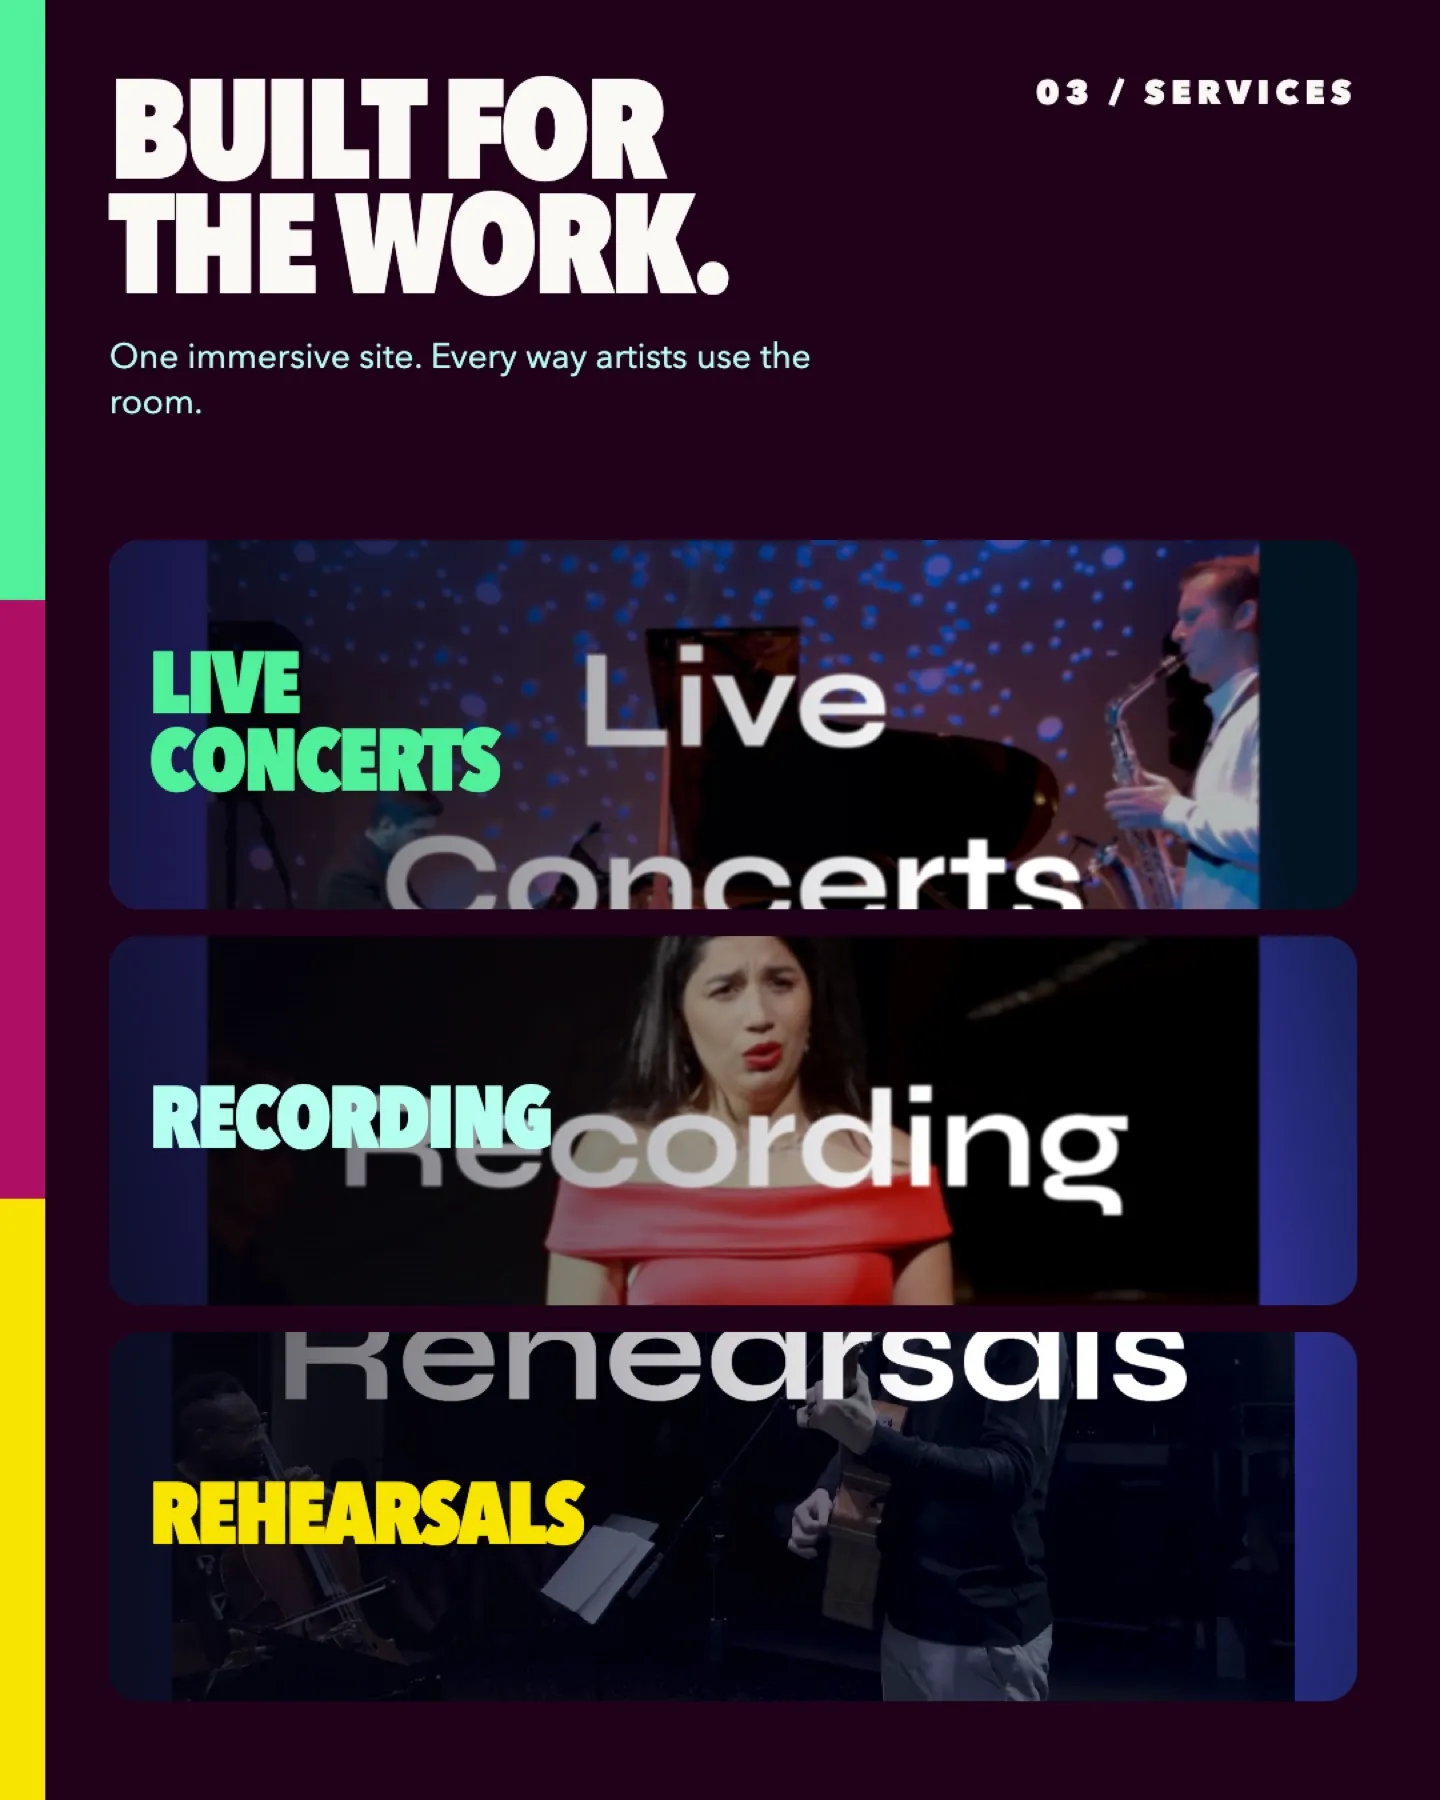 BUILT FOR
THE WORK.
03 / SERVICES
One immersive site. Every way artists use the
room.
LIVE
CONCERTS
Live
Concerts
RECORDING
Recording
Rehearsals
REHEARSALS